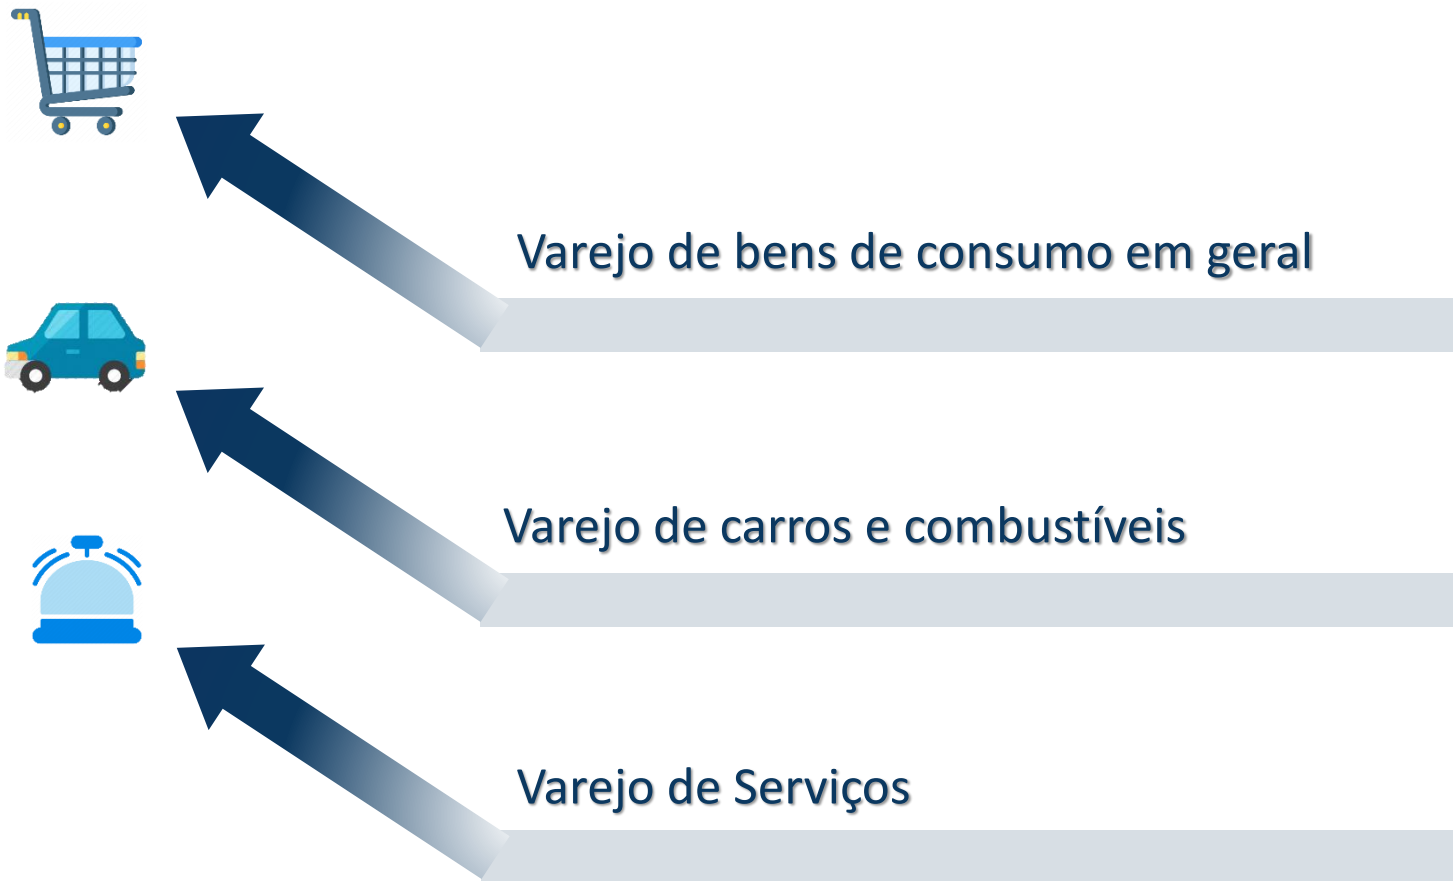 Varejo de bens de consumo em geral
Varejo de carros e combustíveis
Varejo de Serviços